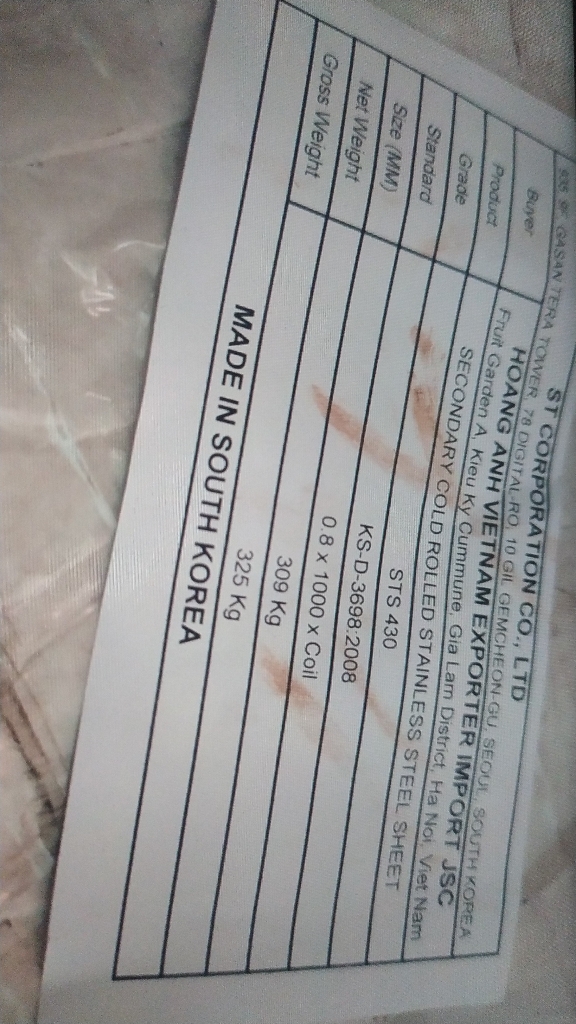 ST CORPORATION CO., LTD
GASAN TERA TOWER, 78 DIGITAL-RO, 10 GIL, GEMCHEON-GU, SEOUL, SOUTH KOREA
Buyer HOANG ANH VIETNAM EXPORTER IMPORT JSC
Fruit Garden A, Kieu Ky Cummune, Gia Lam District, Ha Noi, Viet Nam
Product SECONDARY COLD ROLLED STAINLESS STEEL SHEET
Grade STS 430
Standard KS-D-3698:2008
Size (MM) 0.8 x 1000 x Coil
Net Weight 309 Kg
Gross Weight 325 Kg
MADE IN SOUTH KOREA